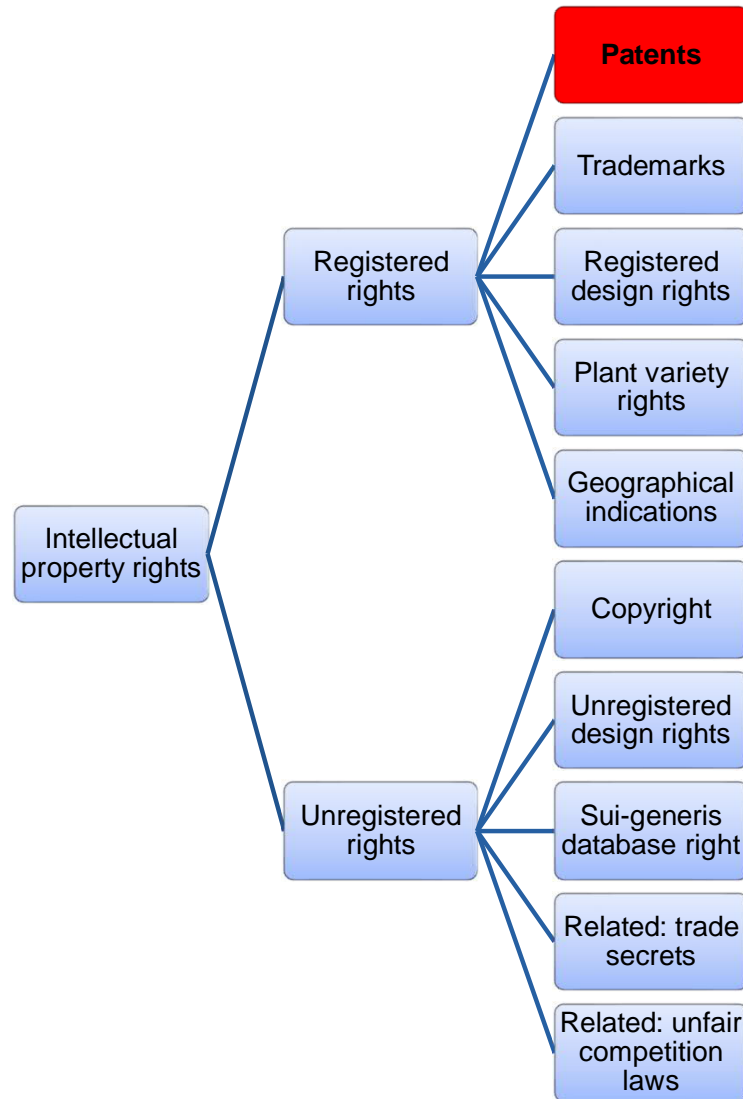 Patents
Trademarks
Registered
rights
Registered
design rights
Plant variety
rights
Geographical
indications
Intellectual
property rights
Copyright
Unregistered
design rights
Unregistered
rights
Sui-generis
database right
Related: trade
secrets
Related: unfair
competition
laws